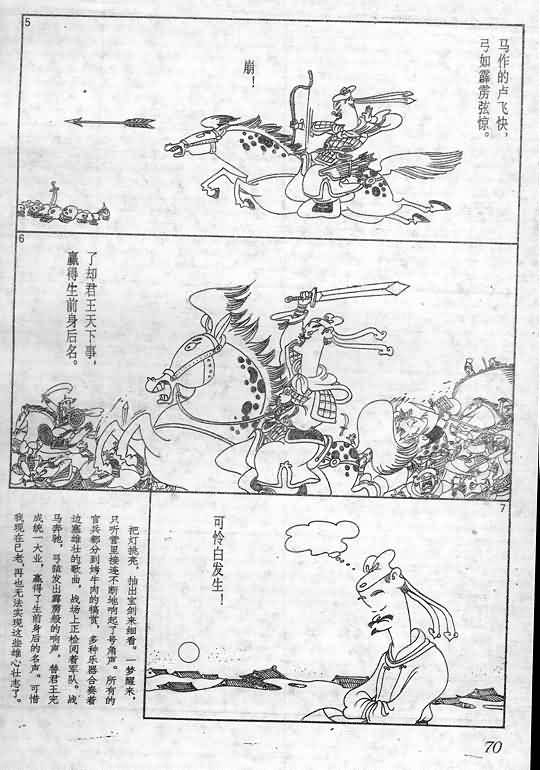 5
马作的卢飞快，
弓如霹雳弦惊。
崩！
6
了却君王天下事，
赢得生前身后名。
7
可怜白发生！
把灯挑亮，抽出宝剑来细看。一梦醒来，
只听营里接连不断地响起了号角声。所有的
官兵都分到烤牛肉的犒赏，多种乐器合奏着
边塞雄壮的歌曲，战场上正检阅着军队。战
马奔驰，弓箭发出霹雳般的响声，替君王完
成统一大业，赢得了生前身后的名声。可惜
我现在已老，再也无法实现这些雄心壮志了。
70